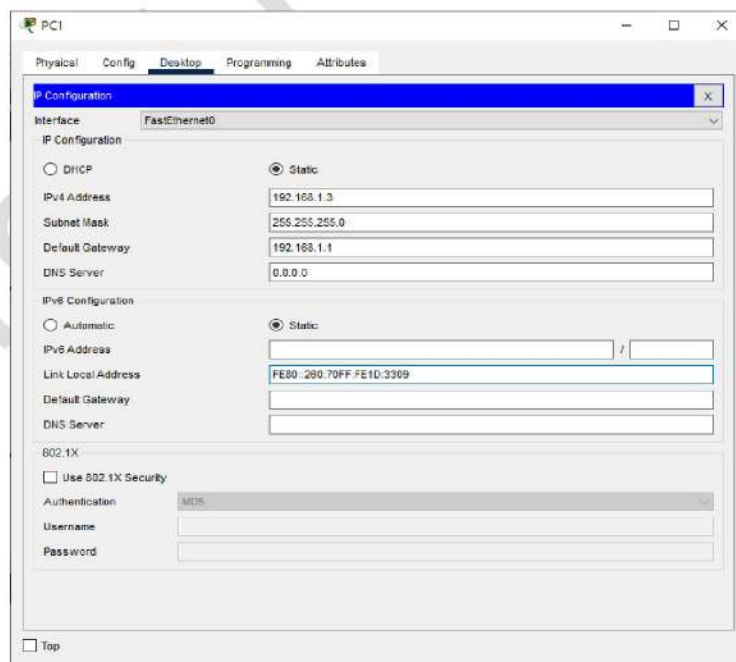 PC1
Physical Config Desktop Programming Attributes
IP Configuration X
Interface FastEthernet0
IP Configuration
DHCP Static
IPv4 Address 192.168.1.3
Subnet Mask 255.255.255.0
Default Gateway 192.168.1.1
DNS Server 0.0.0.0
IPv6 Configuration
Automatic Static
IPv6 Address /
Link Local Address FE80::260:70FF:FE1D:3309
Default Gateway
DNS Server
802.1X
Use 802.1X Security
Authentication MD5
Username
Password
Top